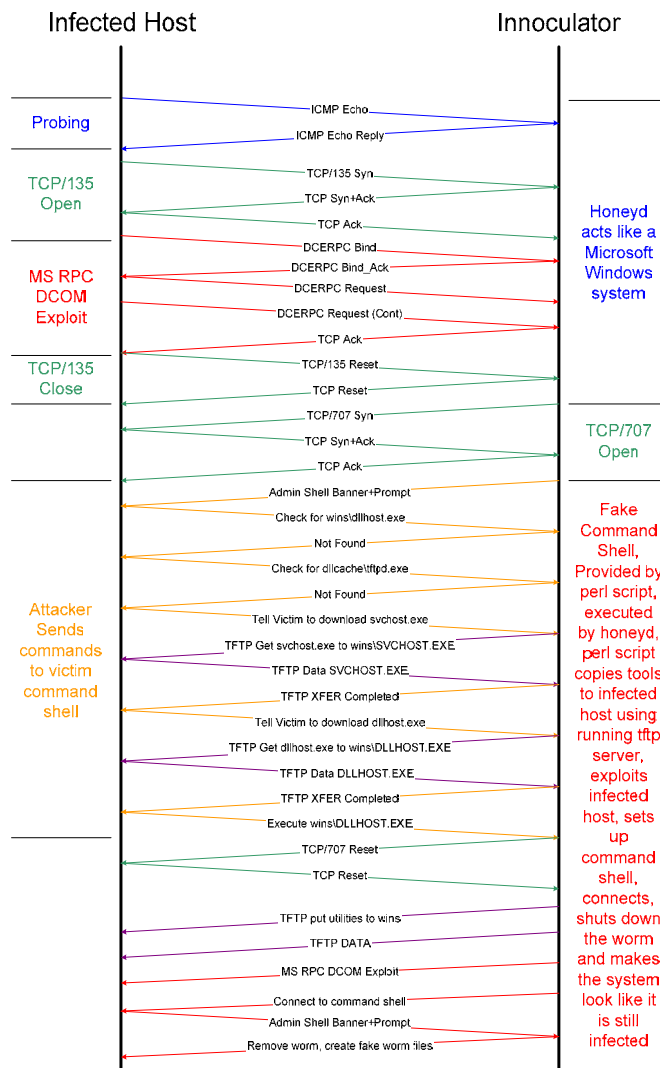 Infected Host
Innoculator
Probing
TCP/135
Open
MS RPC
DCOM
Exploit
TCP/135
Close
Attacker
Sends
commands
to victim
command
shell
ICMP Echo
ICMP Echo Reply
TCP/135 Syn
TCP Syn+Ack
TCP Ack
DCERPC Bind
DCERPC Bind_Ack
DCERPC Request
DCERPC Request (Cont)
TCP Ack
TCP/135 Reset
TCP Reset
TCP/707 Syn
TCP Syn+Ack
TCP Ack
Admin Shell Banner+Prompt
Check for wins\dllhost.exe
Not Found
Check for dllcache\tftpd.exe
Not Found
Tell Victim to download svchost.exe
TFTP Get svchost.exe to wins\SVCHOST.EXE
TFTP Data SVCHOST.EXE
TFTP XFER Completed
Tell Victim to download dllhost.exe
TFTP Get dllhost.exe to wins\DLLHOST.EXE
TFTP Data DLLHOST.EXE
TFTP XFER Completed
Execute wins\DLLHOST.EXE
TCP/707 Reset
TCP Reset
TFTP put utilities to wins
TFTP DATA
MS RPC DCOM Exploit
Connect to command shell
Admin Shell Banner+Prompt
Remove worm, create fake worm files
Honeyd
acts like a
Microsoft
Windows
system
TCP/707
Open
Fake
Command
Shell,
Provided by
perl script,
executed
by honeyd,
perl script
copies tools
to infected
host using
running tftp
server,
exploits
infected
host, sets
up
command
shell,
connects,
shuts down
the worm
and makes
the system
look like it
is still
infected